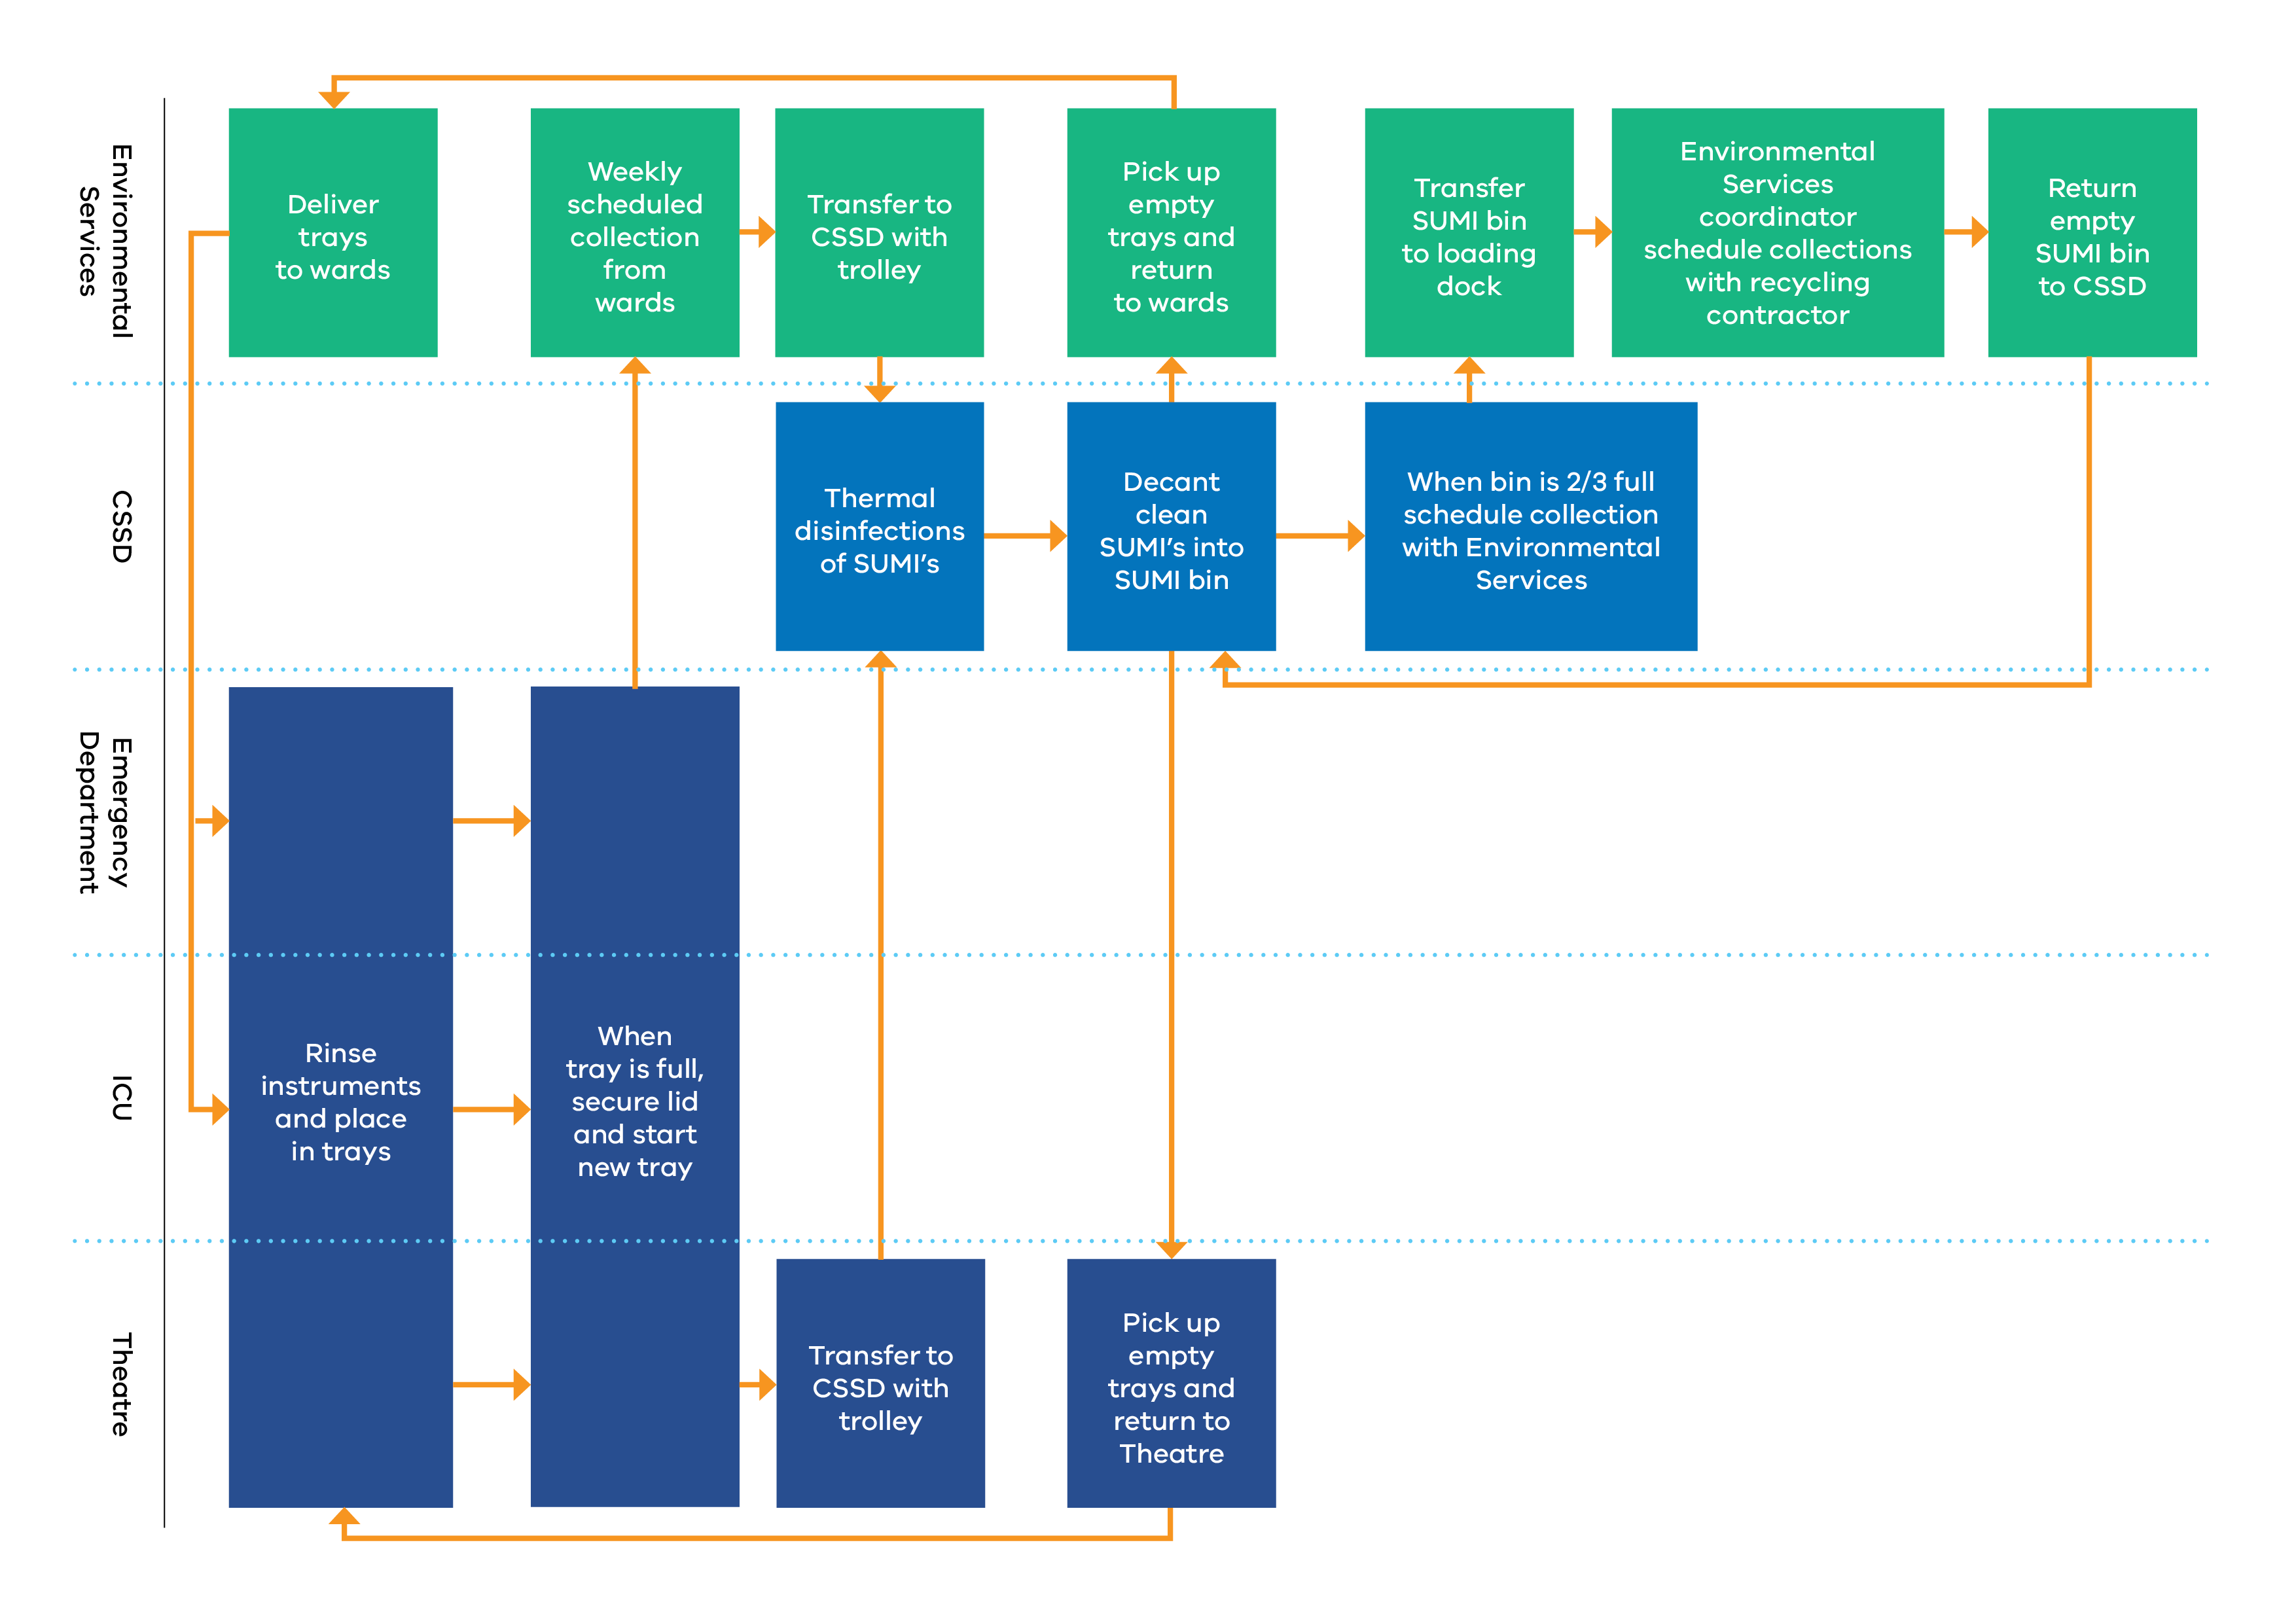 Environmental
Services
Deliver
trays
to wards
Weekly
scheduled
collection
from
wards
Transfer to
CSSD with
trolley
Pick up
empty
trays and
return
to wards
Transfer
SUMI bin
to loading
dock
Environmental
Services
coordinator
schedule collections
with recycling
contractor
Return
empty
SUMI bin
to CSSD
CSSD
Thermal
disinfections
of SUMI’s
Decant
clean
SUMI’s into
SUMI bin
When bin is 2/3 full
schedule collection
with Environmental
Services
Emergency
Department
ICU
Rinse
instruments
and place
in trays
When
tray is full,
secure lid
and start
new tray
Theatre
Transfer to
CSSD with
trolley
Pick up
empty
trays and
return to
Theatre